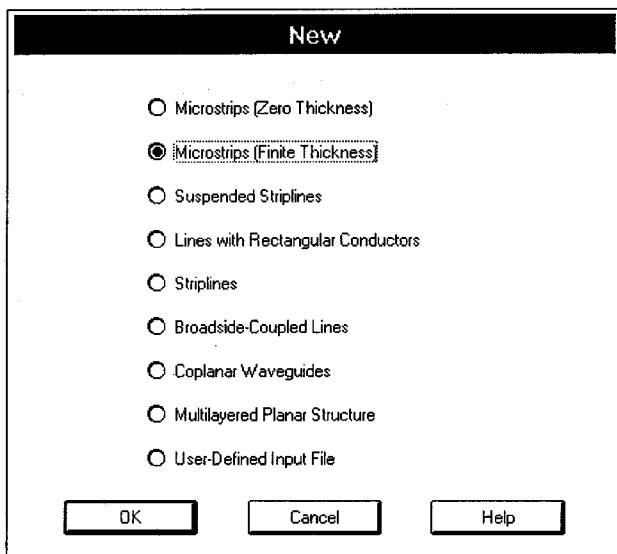 New
Microstrips (Zero Thickness)
Microstrips (Finite Thickness)
Suspended Striplines
Lines with Rectangular Conductors
Striplines
Broadside-Coupled Lines
Coplanar Waveguides
Multilayered Planar Structure
User-Defined Input File
OK Cancel Help